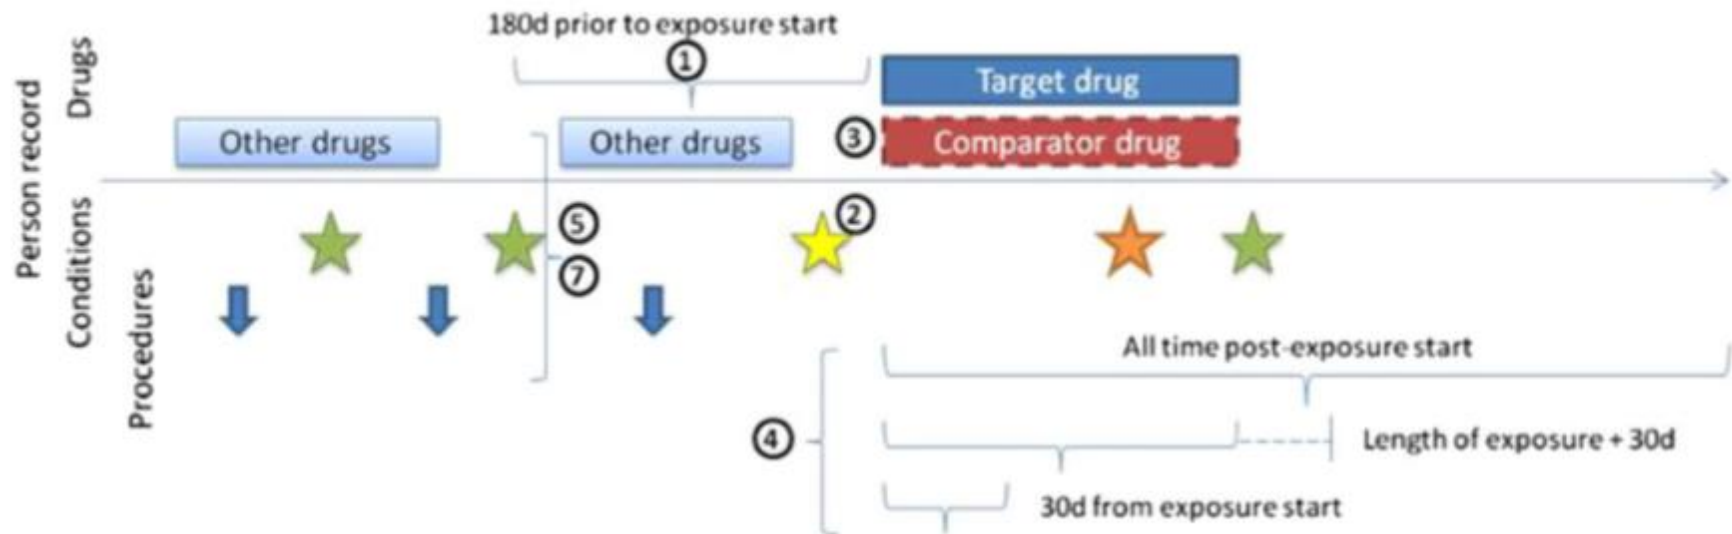 180d prior to exposure start
1
Person record
Drugs
Target drug
Other drugs
Other drugs
3
Comparator drug
Conditions
5
2
7
Procedures
All time post-exposure start
4
Length of exposure + 30d
30d from exposure start